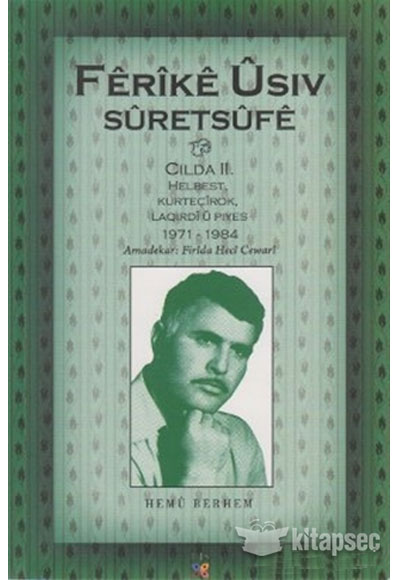 FÊRÎKÊ ÛSIV
SÛRETSÛFÊ
CILDA II.
HELBEST,
KURTEÇÎROK,
LAQIRDÎ Û PIYES
1971 - 1984
Amadekar: Firîda Hecî Cewarî
HEMÛ BERHEM
kitapsec